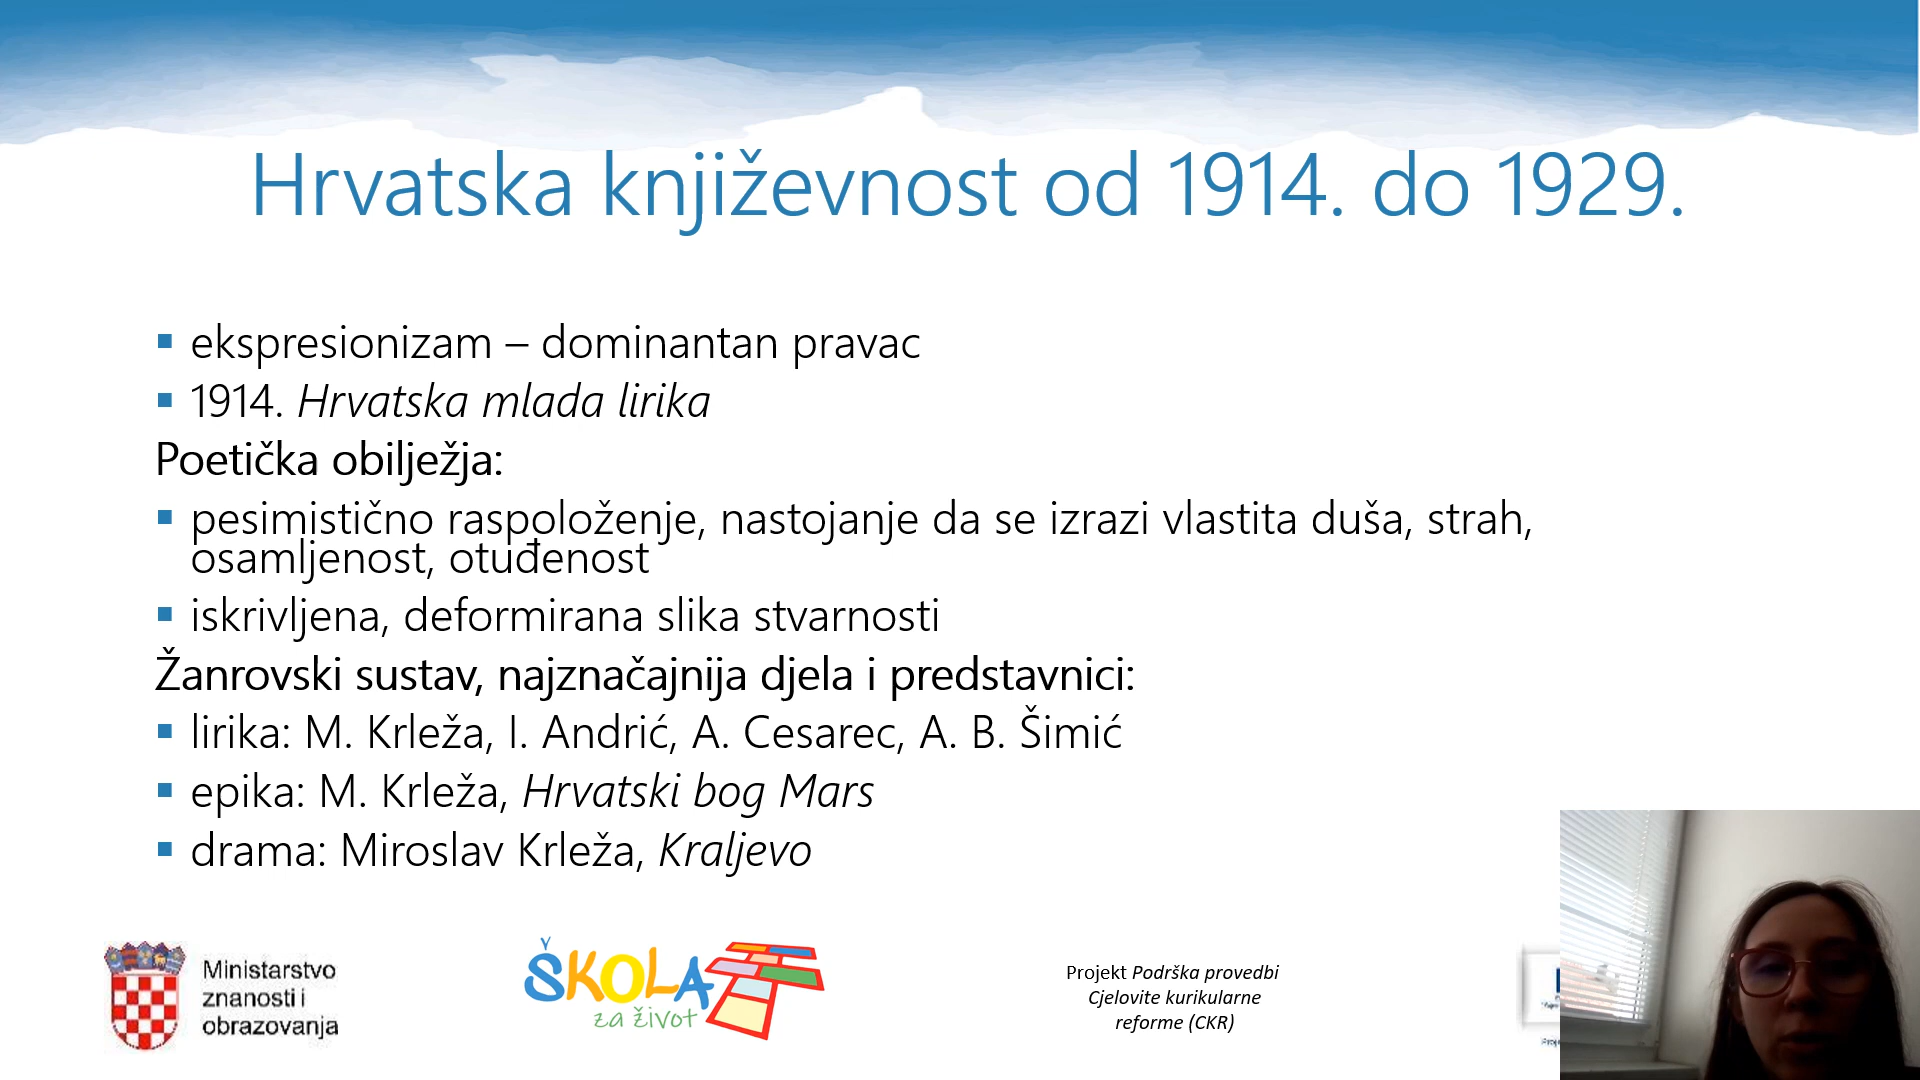 Hrvatska književnost od 1914. do 1929.
ekspresionizam – dominantan pravac
1914. Hrvatska mlada lirika
Poetička obilježja:
pesimistično raspoloženje, nastojanje da se izrazi vlastita duša, strah,
osamljenost, otuđenost
iskrivljena, deformirana slika stvarnosti
Žanrovski sustav, najznačajnija djela i predstavnici:
lirika: M. Krleža, I. Andrić, A. Cesarec, A. B. Šimić
epika: M. Krleža, Hrvatski bog Mars
drama: Miroslav Krleža, Kraljevo
Ministarstvo
znanosti i
obrazovanja
ŠKOLA
za život
Projekt Podrška provedbi
Cjelovite kurikularne
reforme (CKR)